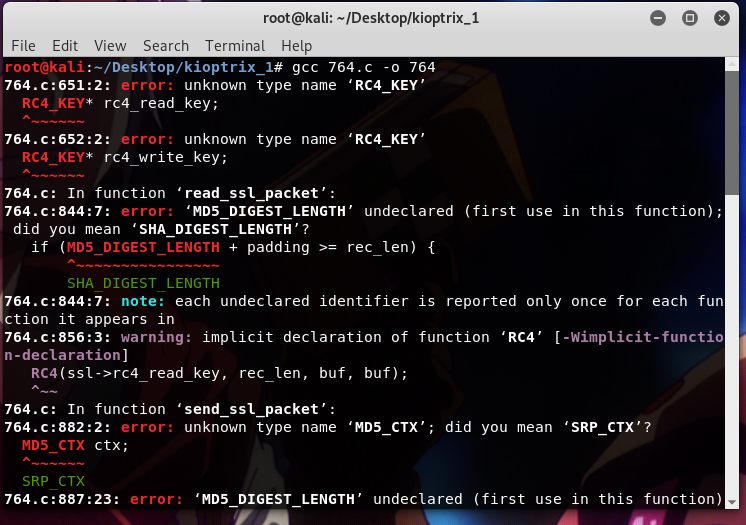 root@kali: ~/Desktop/kioptrix_1
File Edit View Search Terminal Help
root@kali:~/Desktop/kioptrix_1# gcc 764.c -o 764
764.c:651:2: error: unknown type name ‘RC4_KEY’
  RC4_KEY* rc4_read_key;
  ^~~~~~~
764.c:652:2: error: unknown type name ‘RC4_KEY’
  RC4_KEY* rc4_write_key;
  ^~~~~~~
764.c: In function ‘read_ssl_packet’:
764.c:844:7: error: ‘MD5_DIGEST_LENGTH’ undeclared (first use in this function);
 did you mean ‘SHA_DIGEST_LENGTH’?
   if (MD5_DIGEST_LENGTH + padding >= rec_len) {
       ^~~~~~~~~~~~~~~~~
       SHA_DIGEST_LENGTH
764.c:844:7: note: each undeclared identifier is reported only once for each fun
ction it appears in
764.c:856:3: warning: implicit declaration of function ‘RC4’ [-Wimplicit-functio
n-declaration]
   RC4(ssl->rc4_read_key, rec_len, buf, buf);
   ^~~
764.c: In function ‘send_ssl_packet’:
764.c:882:2: error: unknown type name ‘MD5_CTX’; did you mean ‘SRP_CTX’?
  MD5_CTX ctx;
  ^~~~~~~
  SRP_CTX
764.c:887:23: error: ‘MD5_DIGEST_LENGTH’ undeclared (first use in this function)